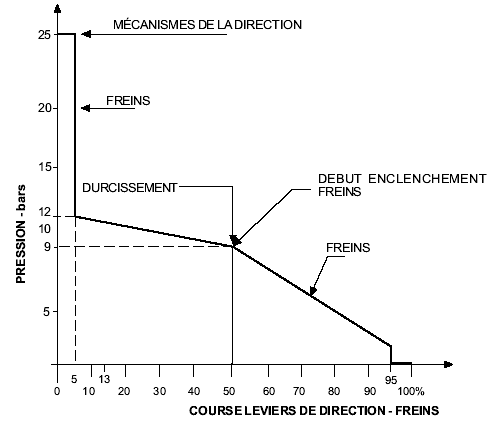 MÉCANISMES DE LA DIRECTION
25
FREINS
20
15
DURCISSEMENT
DEBUT ENCLENCHEMENT
FREINS
12
10
9
FREINS
5
PRESSION - bars
5 13 95
0 10 20 30 40 50 60 70 80 90 100%
COURSE LEVIERS DE DIRECTION - FREINS